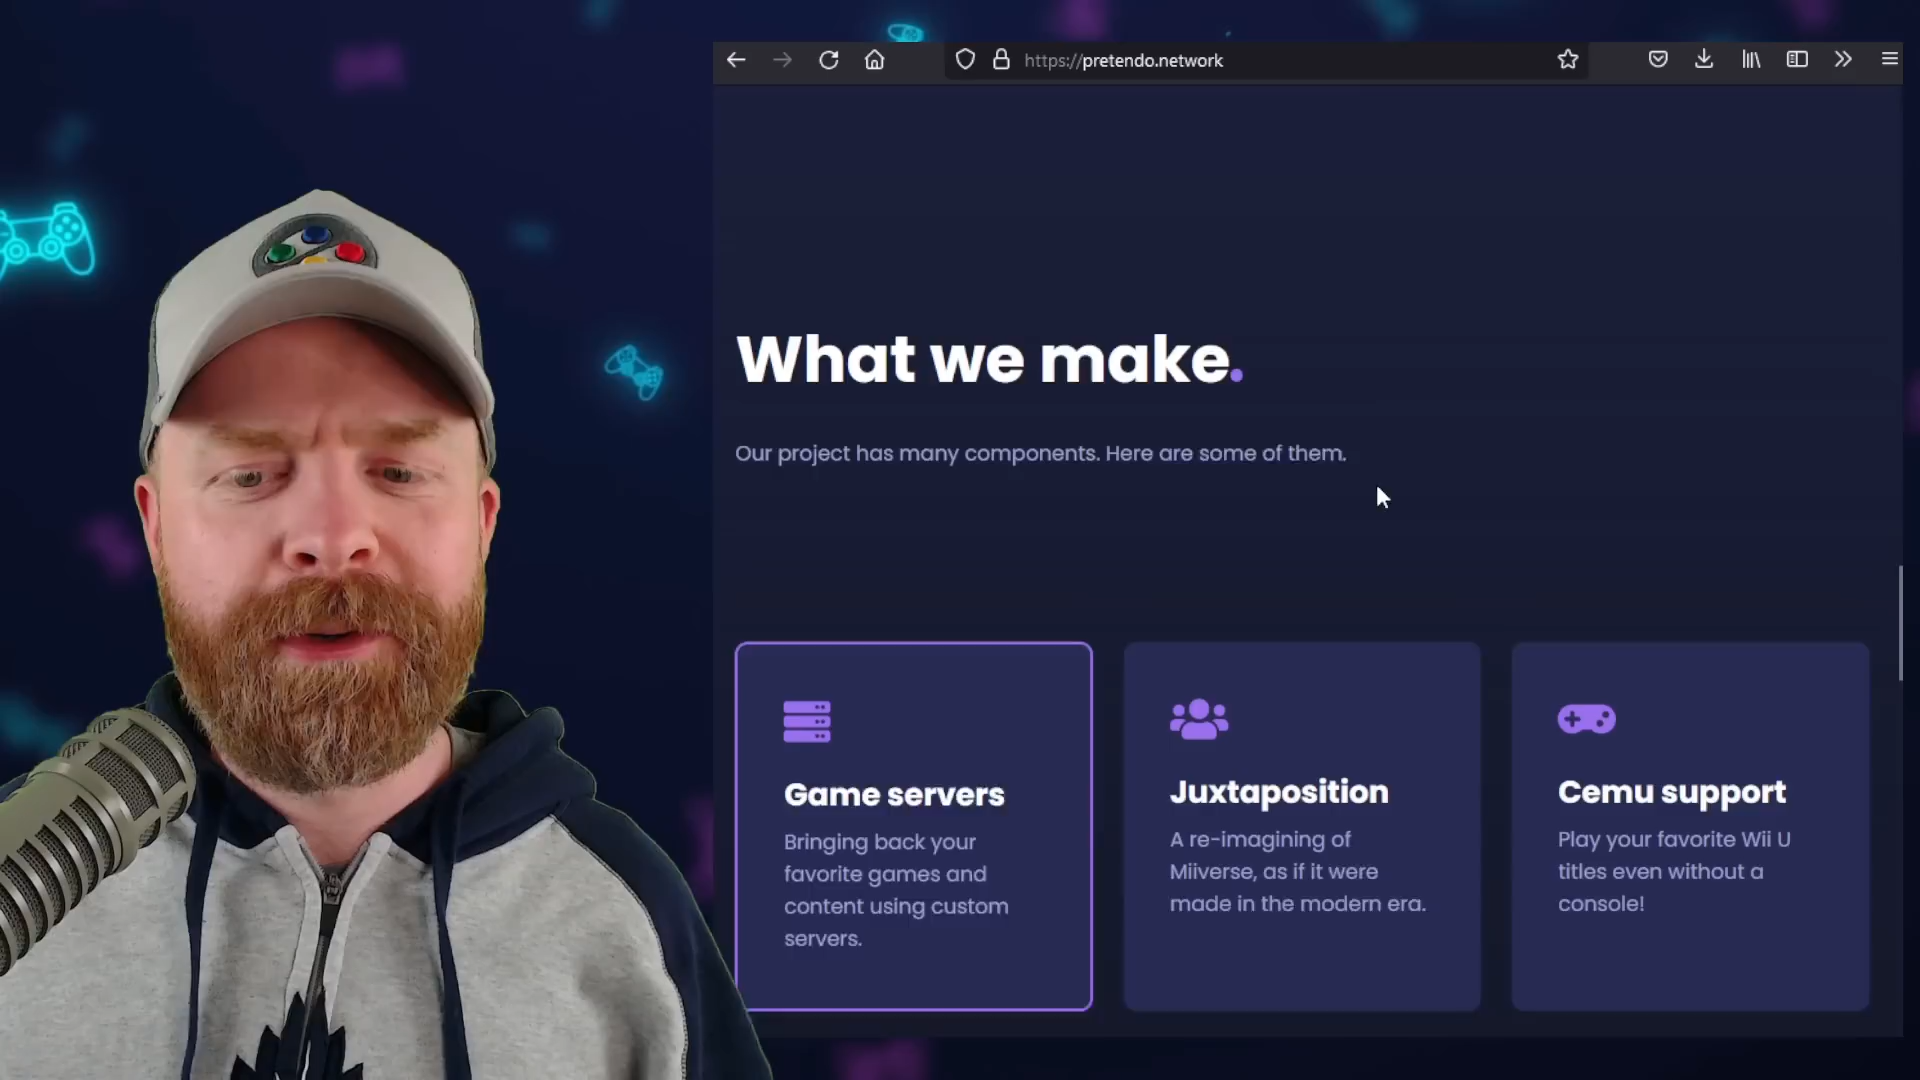 https://pretendo.network
What we make.
Our project has many components. Here are some of them.
Game servers
Bringing back your
favorite games and
content using custom
servers.
Juxtaposition
A re-imagining of
Miiverse, as if it were
made in the modern era.
Cemu support
Play your favorite Wii U
titles even without a
console!